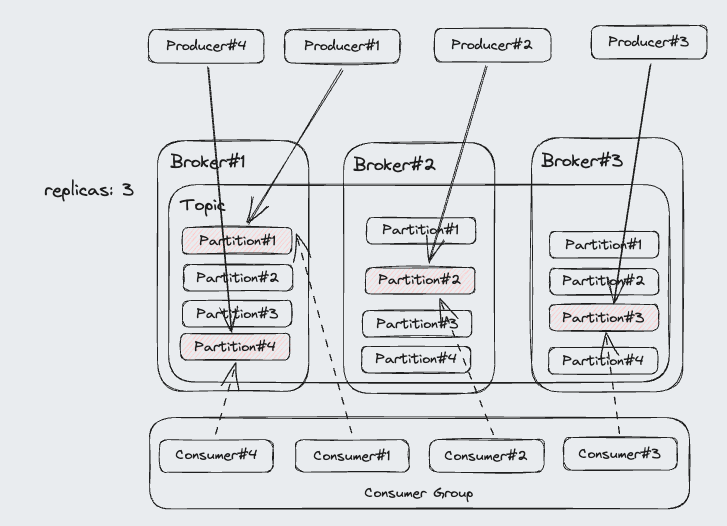 Producer#4
Producer#1
Producer#2
Producer#3
replicas: 3
Broker#1
Topic
Partition#1
Partition#2
Partition#3
Partition#4
Broker#2
Partition#1
Partition#2
Partition#3
Partition#4
Broker#3
Partition#1
Partition#2
Partition#3
Partition#4
Consumer#4
Consumer#1
Consumer#2
Consumer#3
Consumer Group